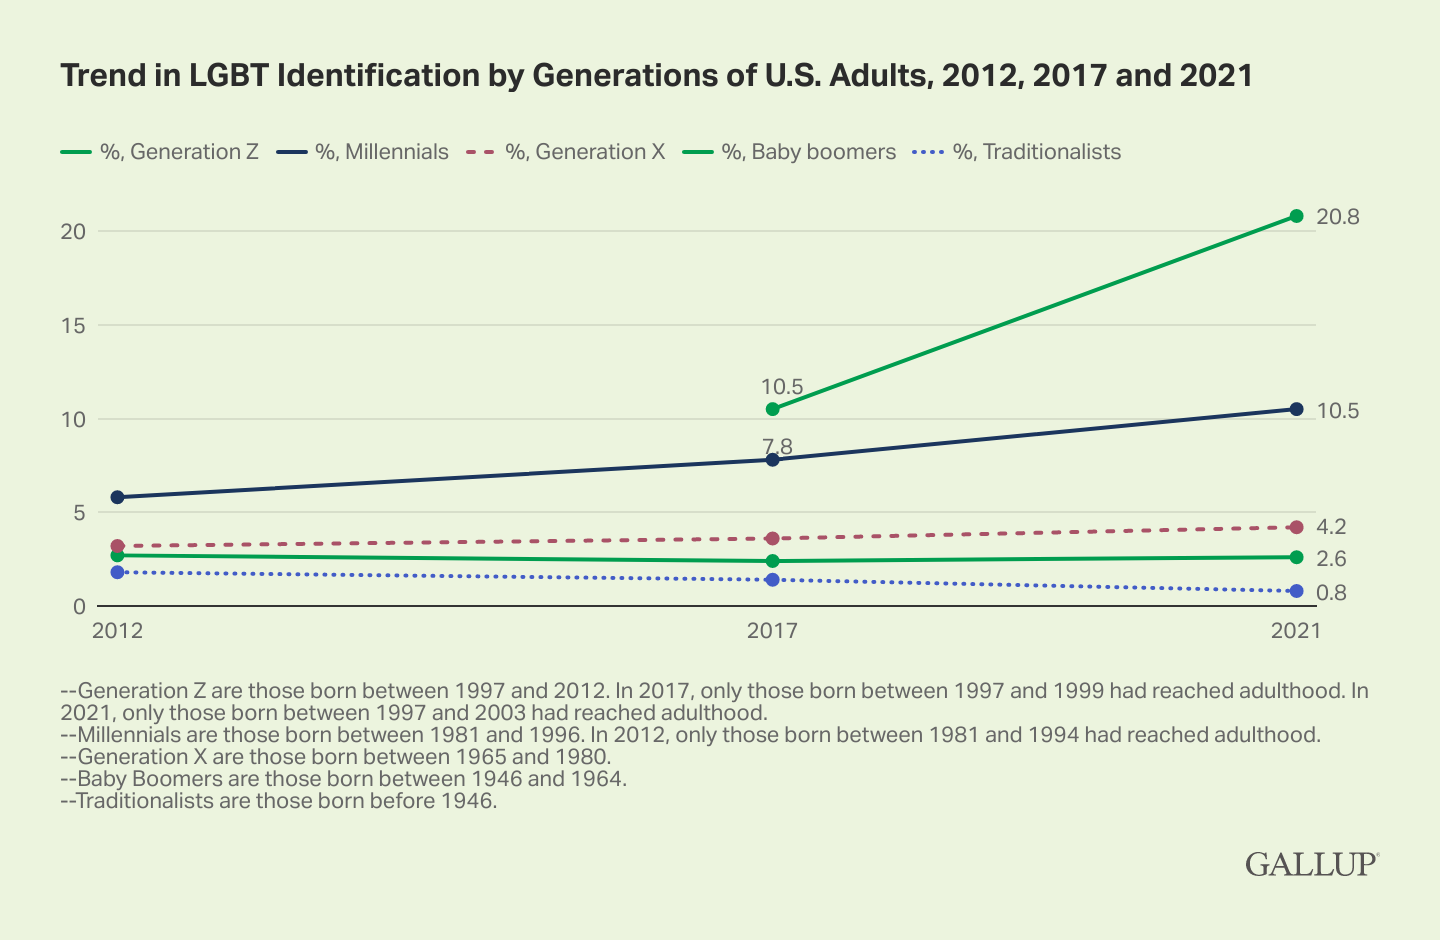 Trend in LGBT Identification by Generations of U.S. Adults, 2012, 2017 and 2021
%, Generation Z %, Millennials %, Generation X %, Baby boomers %, Traditionalists
20
15
10
5
0
20.8
10.5
10.5
7.8
4.2
2.6
0.8
2012 2017 2021
--Generation Z are those born between 1997 and 2012. In 2017, only those born between 1997 and 1999 had reached adulthood. In
2021, only those born between 1997 and 2003 had reached adulthood.
--Millennials are those born between 1981 and 1996. In 2012, only those born between 1981 and 1994 had reached adulthood.
--Generation X are those born between 1965 and 1980.
--Baby Boomers are those born between 1946 and 1964.
--Traditionalists are those born before 1946.
GALLUP®